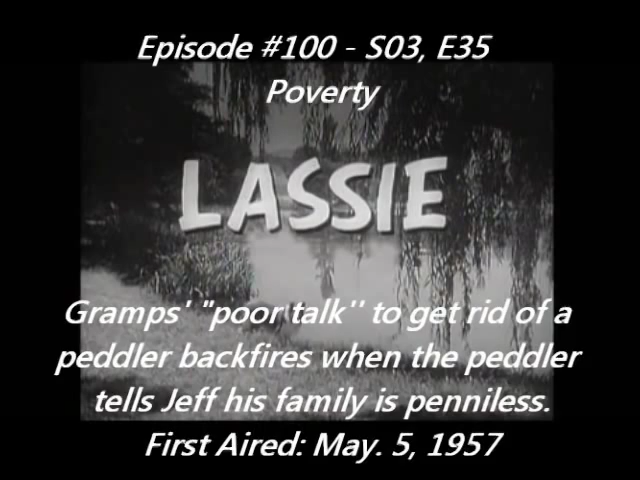 Episode #100 - S03, E35
Poverty
LASSIE
Gramps' "poor talk" to get rid of a
peddler backfires when the peddler
tells Jeff his family is penniless.
First Aired: May. 5, 1957